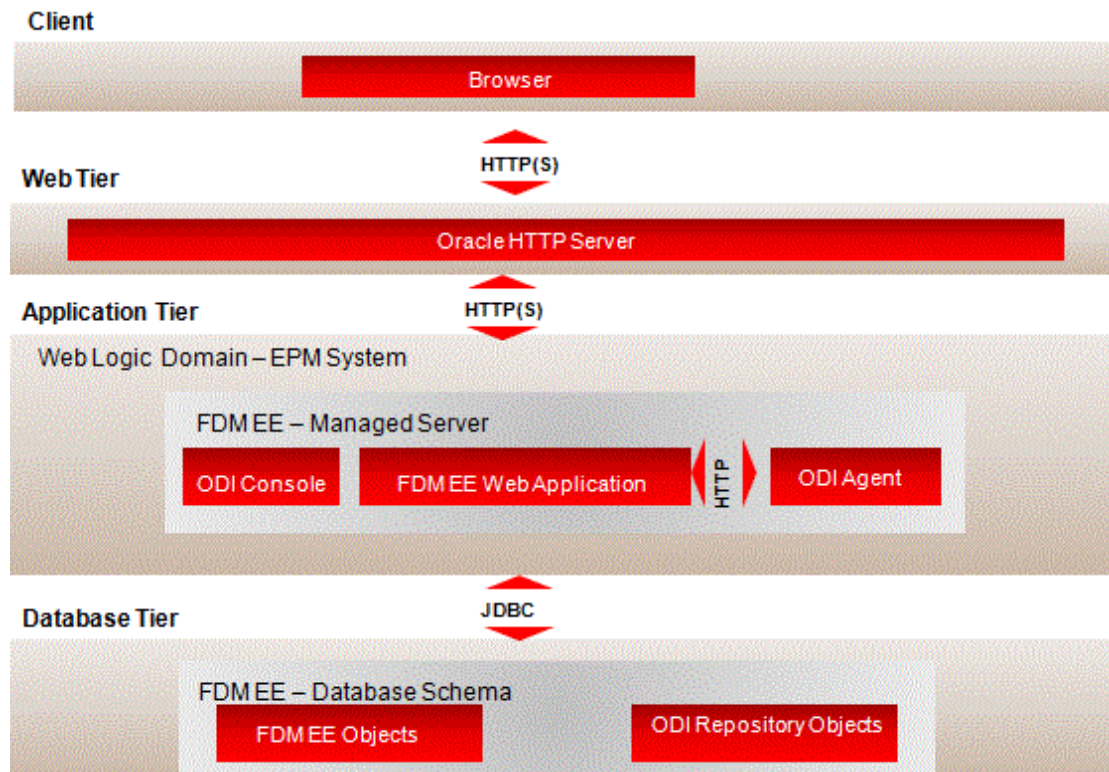 Client
Browser
HTTP(S)
Web Tier
Oracle HTTP Server
Application Tier
HTTP(S)
Web Logic Domain – EPM System
FDM EE – Managed Server
ODI Console
FDM EE Web Application
HTTP
ODI Agent
JDBC
Database Tier
FDM EE – Database Schema
FDM EE Objects
ODI Repository Objects